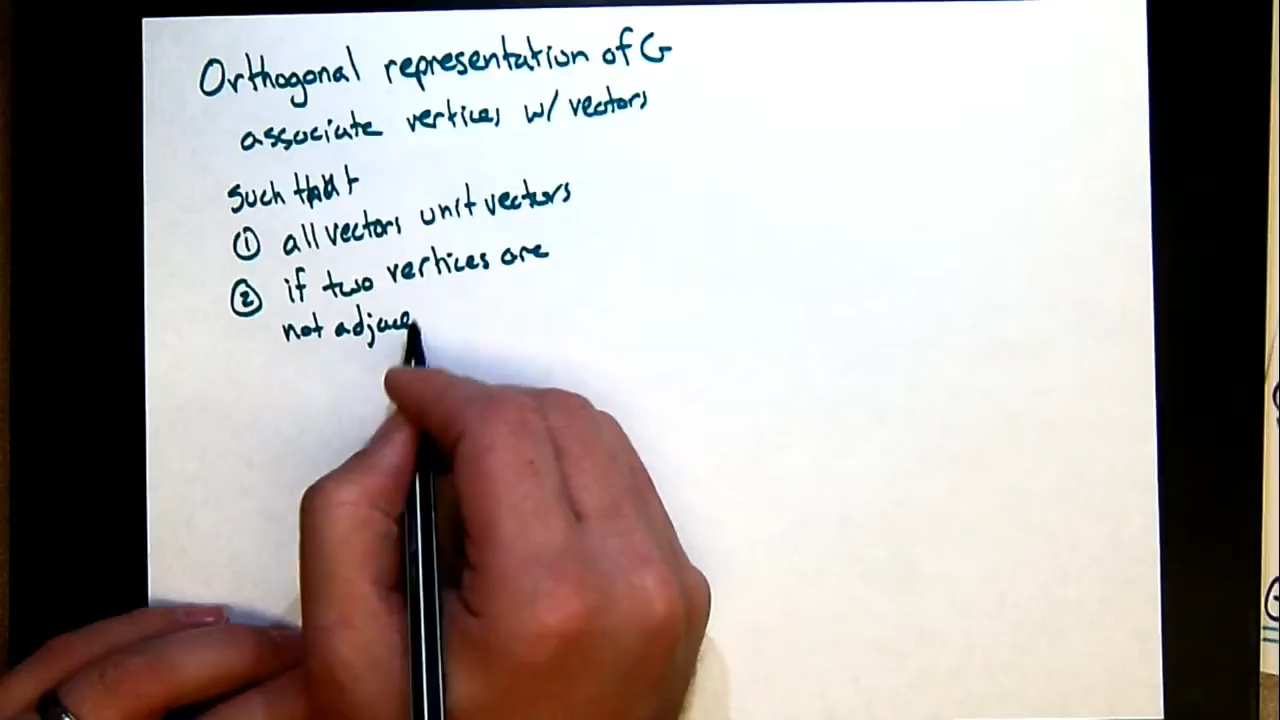 Orthogonal representation of G
associate vertices w/ vectors
such that
① all vectors unit vectors
② if two vertices are
not adjace